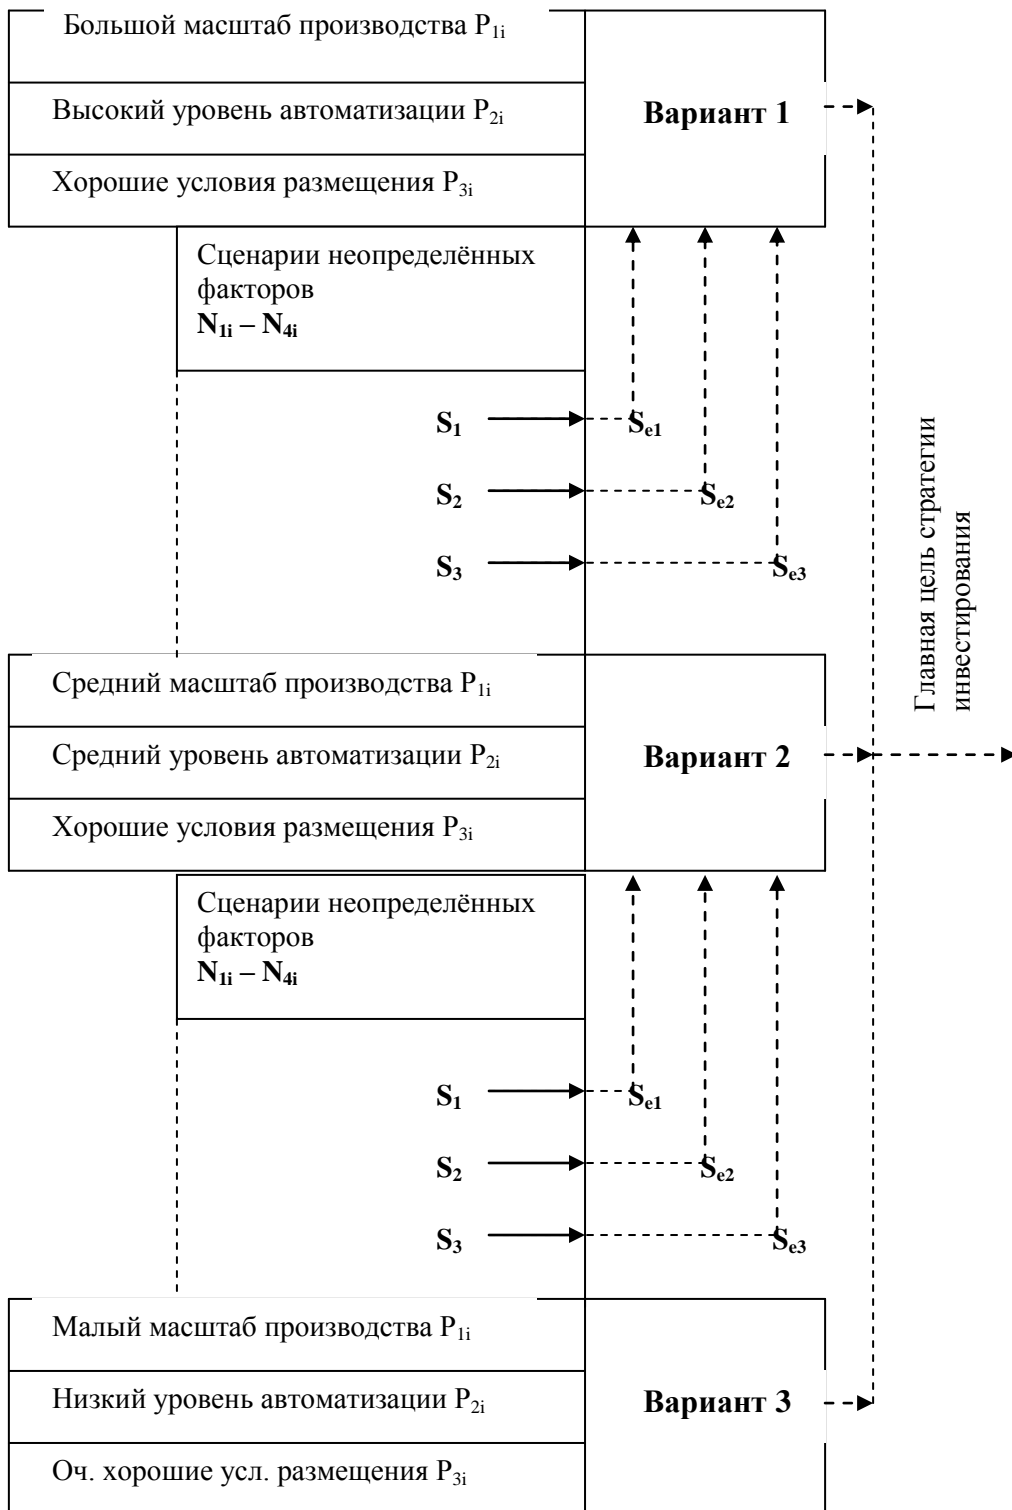 Большой масштаб производства P1i
Высокий уровень автоматизации P2i
Вариант 1
Хорошие условия размещения P3i
Сценарии неопределённых
факторов
N1i – N4i
S1
Se1
S2
Se2
S3
Se3
Главная цель стратегии
инвестирования
Средний масштаб производства P1i
Средний уровень автоматизации P2i
Вариант 2
Хорошие условия размещения P3i
Сценарии неопределённых
факторов
N1i – N4i
S1
Se1
S2
Se2
S3
Se3
Малый масштаб производства P1i
Низкий уровень автоматизации P2i
Вариант 3
Оч. хорошие усл. размещения P3i